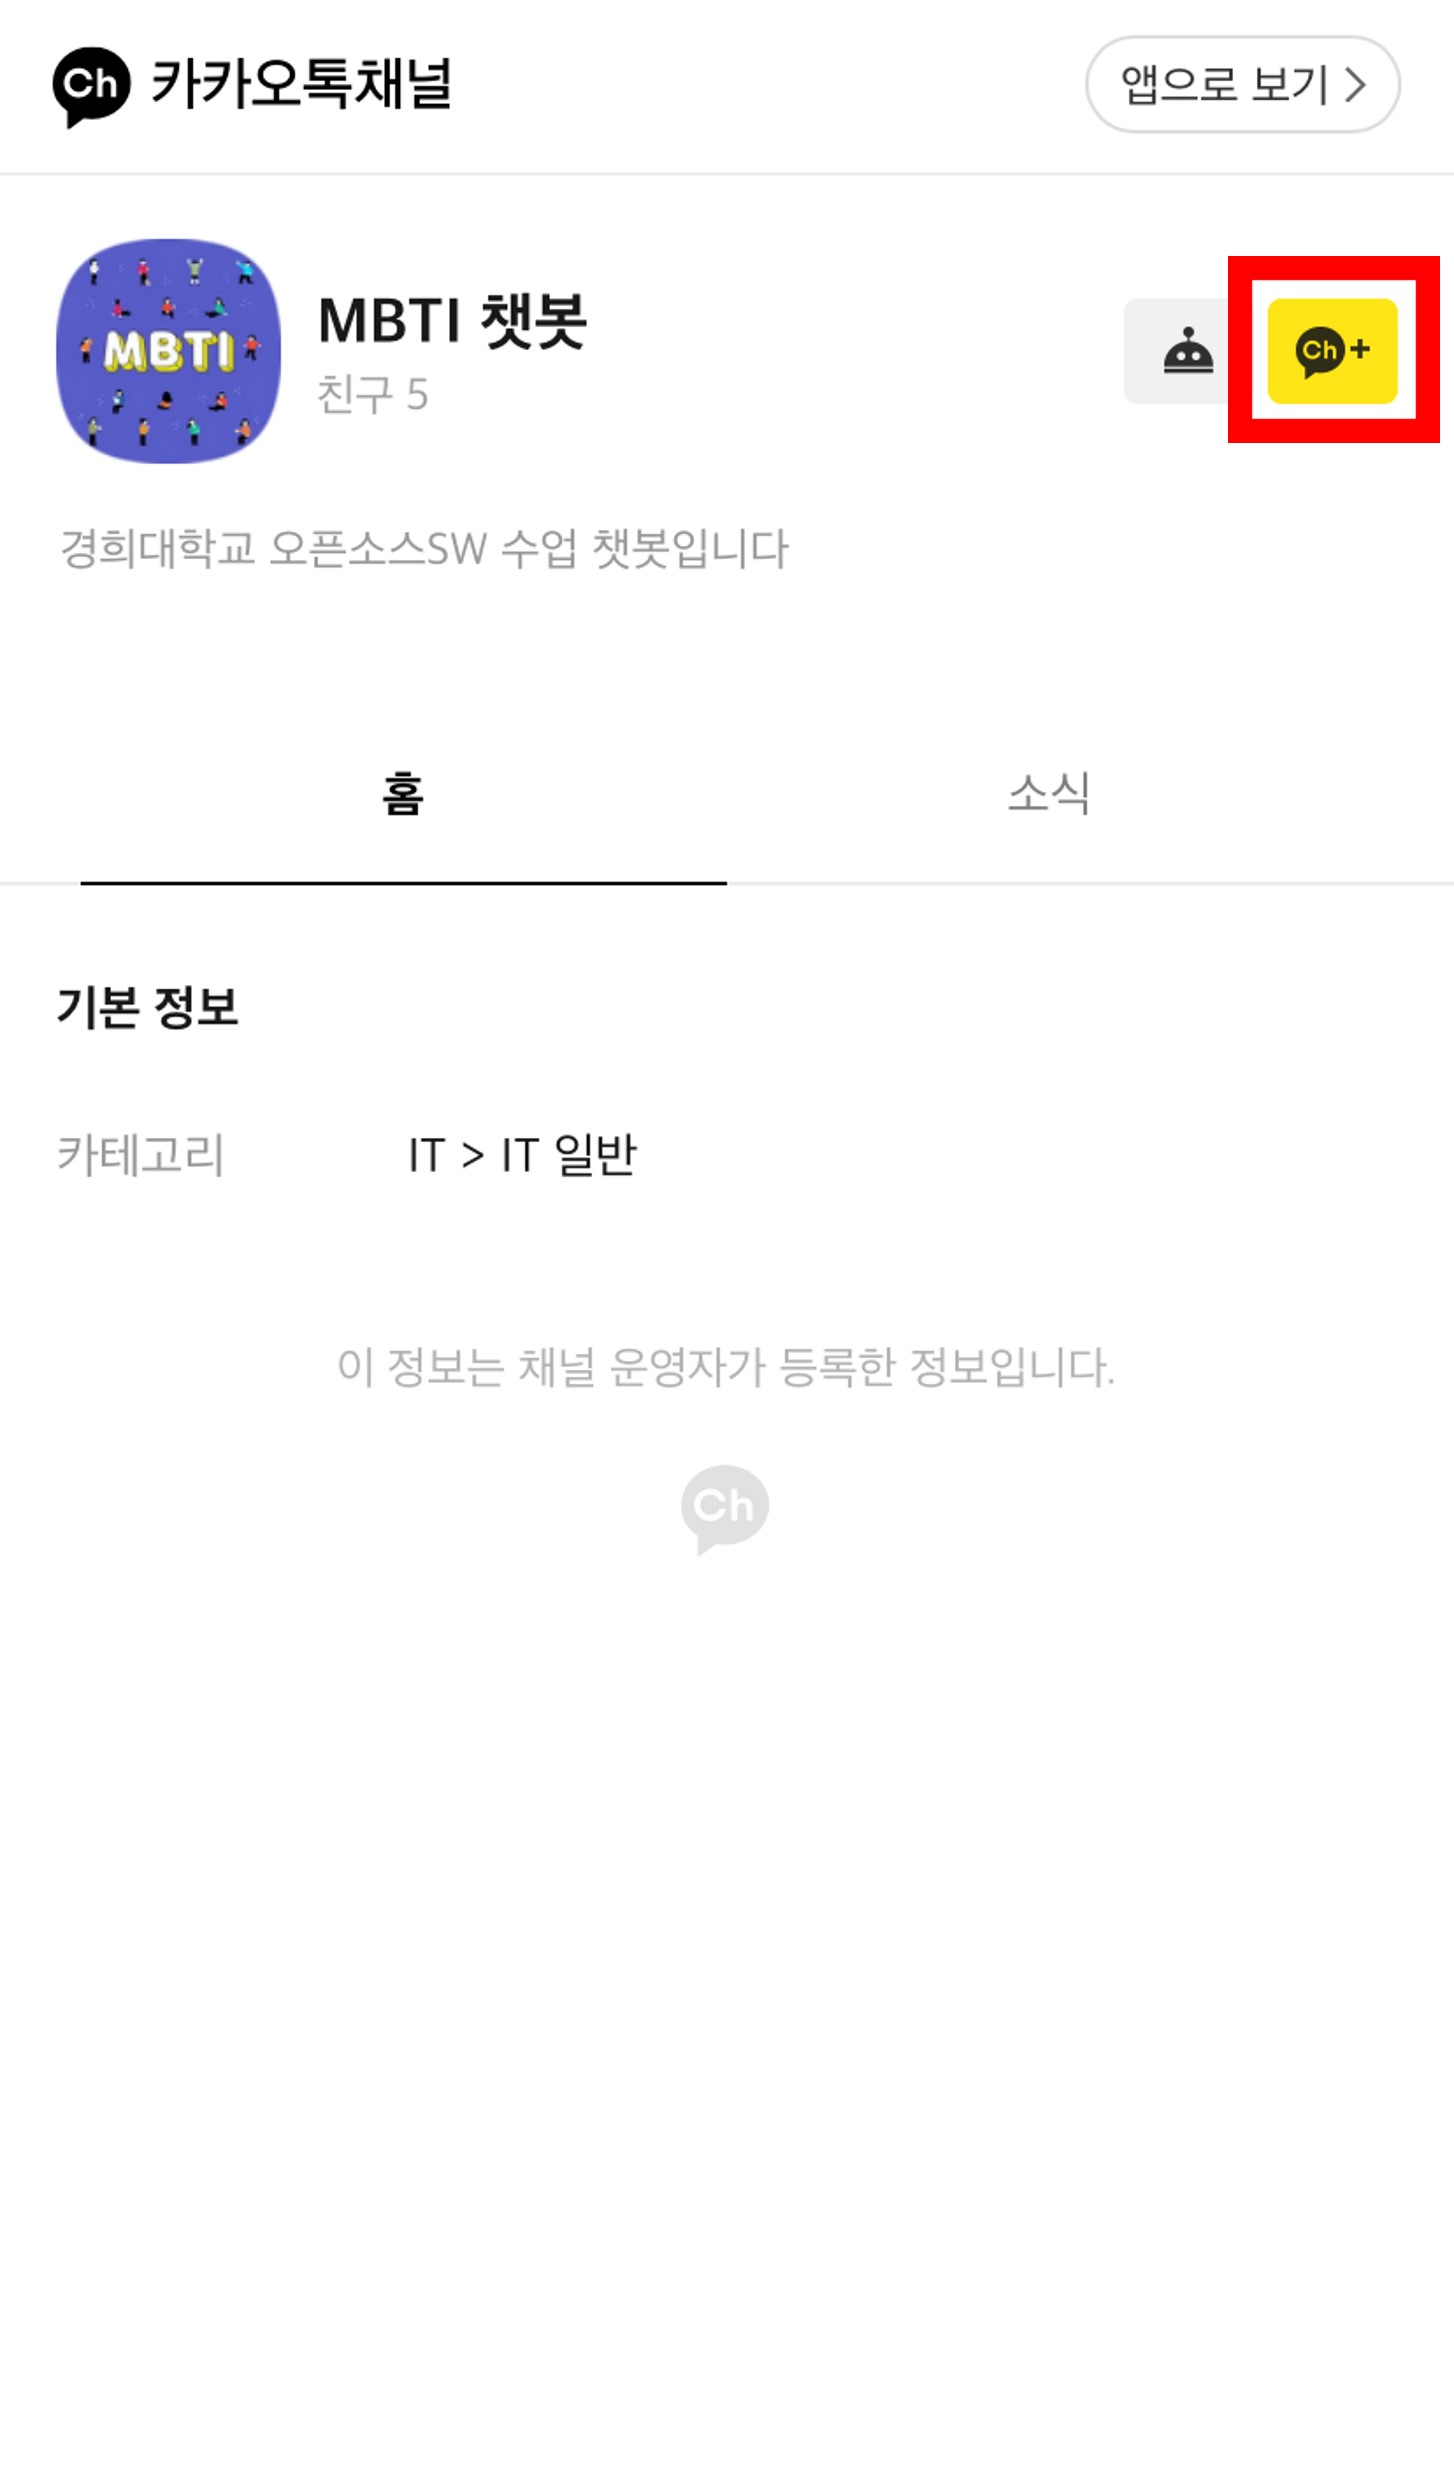 Ch 카카오톡채널
앱으로 보기 >
MBTI
MBTI 챗봇
친구 5
Ch+
경희대학교 오픈소스SW 수업 챗봇입니다
홈
소식
기본 정보
카테고리 IT > IT 일반
이 정보는 채널 운영자가 등록한 정보입니다.
Ch